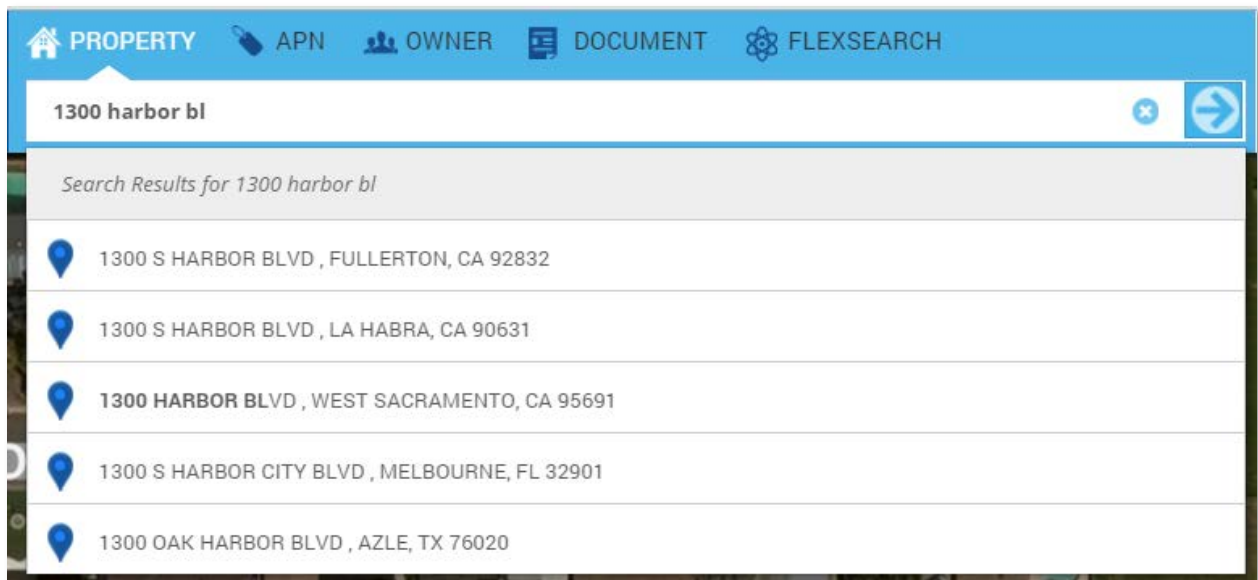 PROPERTY APN OWNER DOCUMENT FLEXSEARCH
1300 harbor bl
Search Results for 1300 harbor bl
1300 S HARBOR BLVD , FULLERTON, CA 92832
1300 S HARBOR BLVD , LA HABRA, CA 90631
1300 HARBOR BLVD , WEST SACRAMENTO, CA 95691
1300 S HARBOR CITY BLVD , MELBOURNE, FL 32901
1300 OAK HARBOR BLVD , AZLE, TX 76020